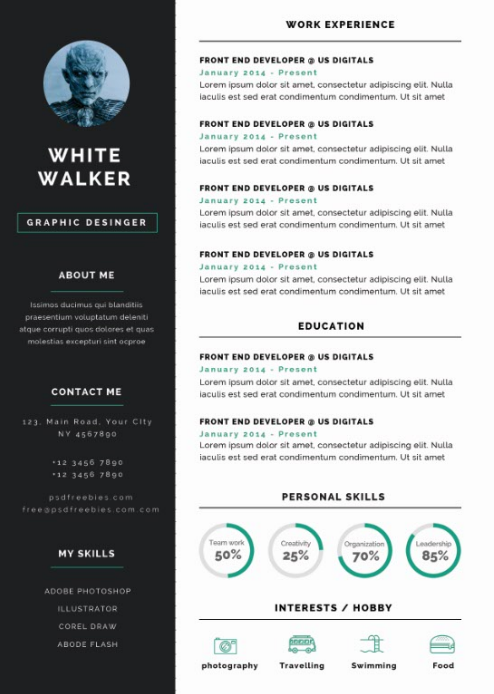 WHITE
WALKER
GRAPHIC DESINGER
ABOUT ME
Issimos ducimus qui blanditiis
praesentium voluptatum deleniti
atque corrupti quos dolores et quas
molestias excepturi sint ocproe
CONTACT ME
123, Main Road, Your City
NY 4567890
+12 3456 7890
+12 3456 7890
psdfreebies.com
free@psdfreebies.com.com
MY SKILLS
ADOBE PHOTOSHOP
ILLUSTRATOR
COREL DRAW
ABODE FLASH
WORK EXPERIENCE
FRONT END DEVELOPER @ US DIGITALS
January 2014 - Present
Lorem ipsum dolor sit amet, consectetur adipiscing elit. Nulla
iaculis est sed erat condimentum condimentum. Ut sit amet
FRONT END DEVELOPER @ US DIGITALS
January 2014 - Present
Lorem ipsum dolor sit amet, consectetur adipiscing elit. Nulla
iaculis est sed erat condimentum condimentum. Ut sit amet
FRONT END DEVELOPER @ US DIGITALS
January 2014 - Present
Lorem ipsum dolor sit amet, consectetur adipiscing elit. Nulla
iaculis est sed erat condimentum condimentum. Ut sit amet
FRONT END DEVELOPER @ US DIGITALS
January 2014 - Present
Lorem ipsum dolor sit amet, consectetur adipiscing elit. Nulla
iaculis est sed erat condimentum condimentum. Ut sit amet
EDUCATION
FRONT END DEVELOPER @ US DIGITALS
January 2014 - Present
Lorem ipsum dolor sit amet, consectetur adipiscing elit. Nulla
iaculis est sed erat condimentum condimentum. Ut sit amet
FRONT END DEVELOPER @ US DIGITALS
January 2014 - Present
Lorem ipsum dolor sit amet, consectetur adipiscing elit. Nulla
iaculis est sed erat condimentum condimentum. Ut sit amet
PERSONAL SKILLS
Team work
50%
Creativity
25%
Organization
70%
Leadership
85%
INTERESTS / HOBBY
photography
Travelling
Swimming
Food